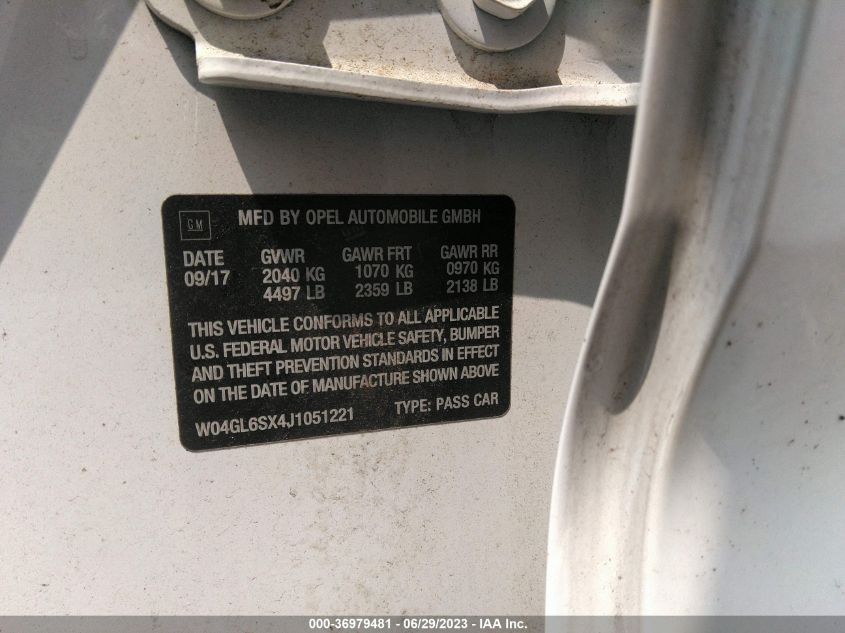 GM MFD BY OPEL AUTOMOBILE GMBH
DATE GVWR GAWR FRT GAWR RR
09/17 2040 KG 1070 KG 0970 KG
4497 LB 2359 LB 2138 LB
THIS VEHICLE CONFORMS TO ALL APPLICABLE
U.S. FEDERAL MOTOR VEHICLE SAFETY, BUMPER
AND THEFT PREVENTION STANDARDS IN EFFECT
ON THE DATE OF MANUFACTURE SHOWN ABOVE
W04GL6SX4J1051221 TYPE: PASS CAR
000-36979481 - 06/29/2023 - IAA Inc.